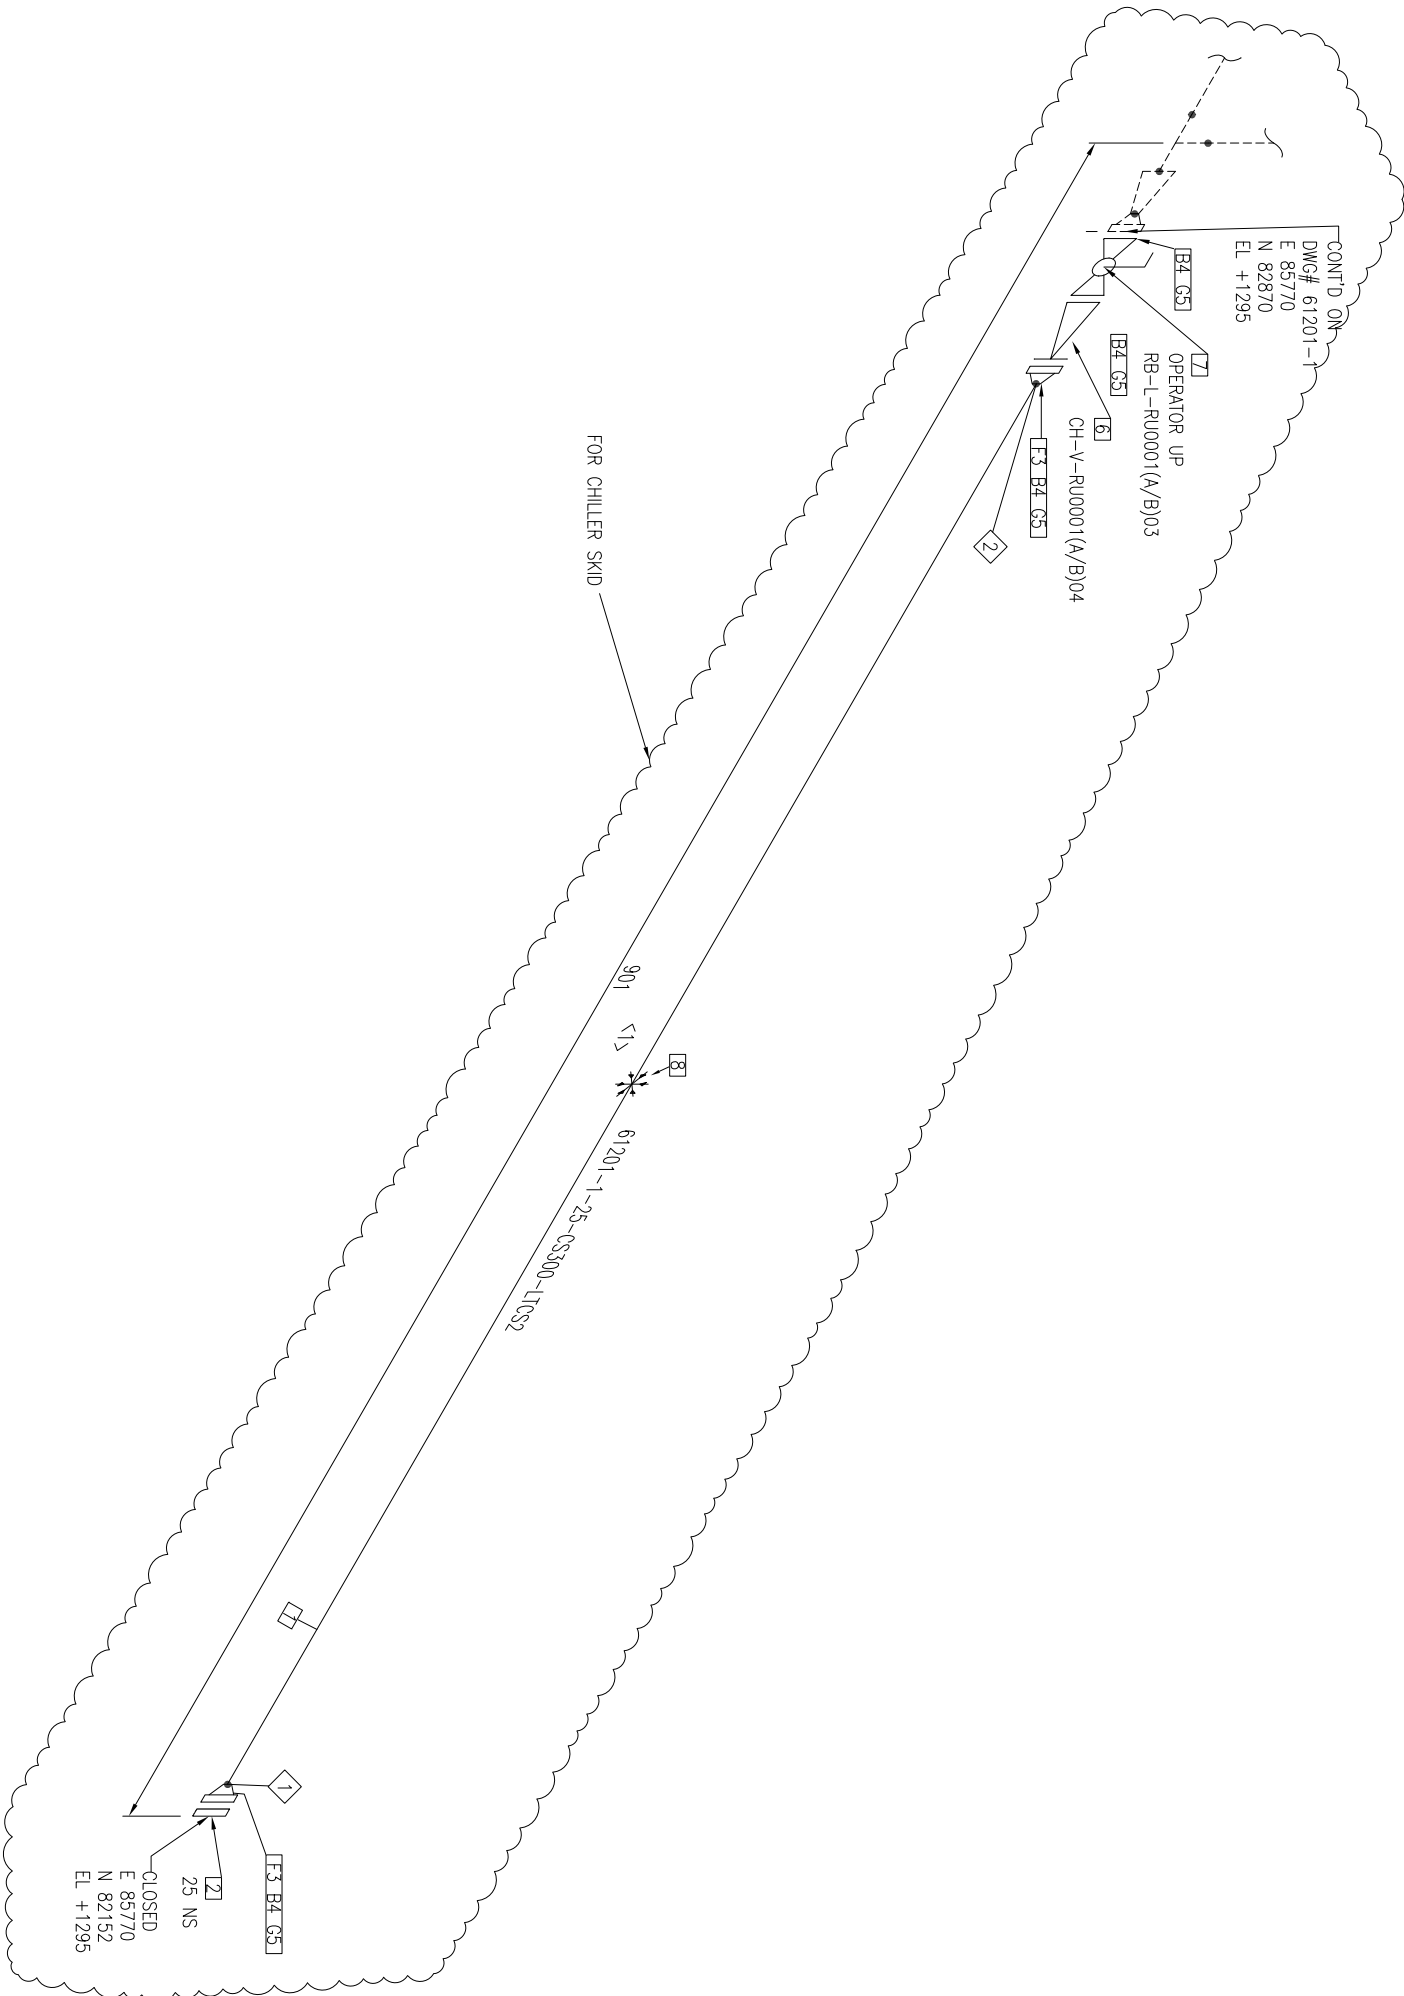 CONT'D ON
DWG# 61201-1
E 85770
N 82870
EL +1295
B4 G5
7
OPERATOR UP
RB-L-RU0001(A/B)03
B4 G5
6
CH-V-RU0001(A/B)04
F3 B4 G5
2
FOR CHILLER SKID
901
<1>
8
61201-1-25-CS300-LTCS2
1
1
F3 B4 G5
2
25 NS
CLOSED
E 85770
N 82152
EL +1295